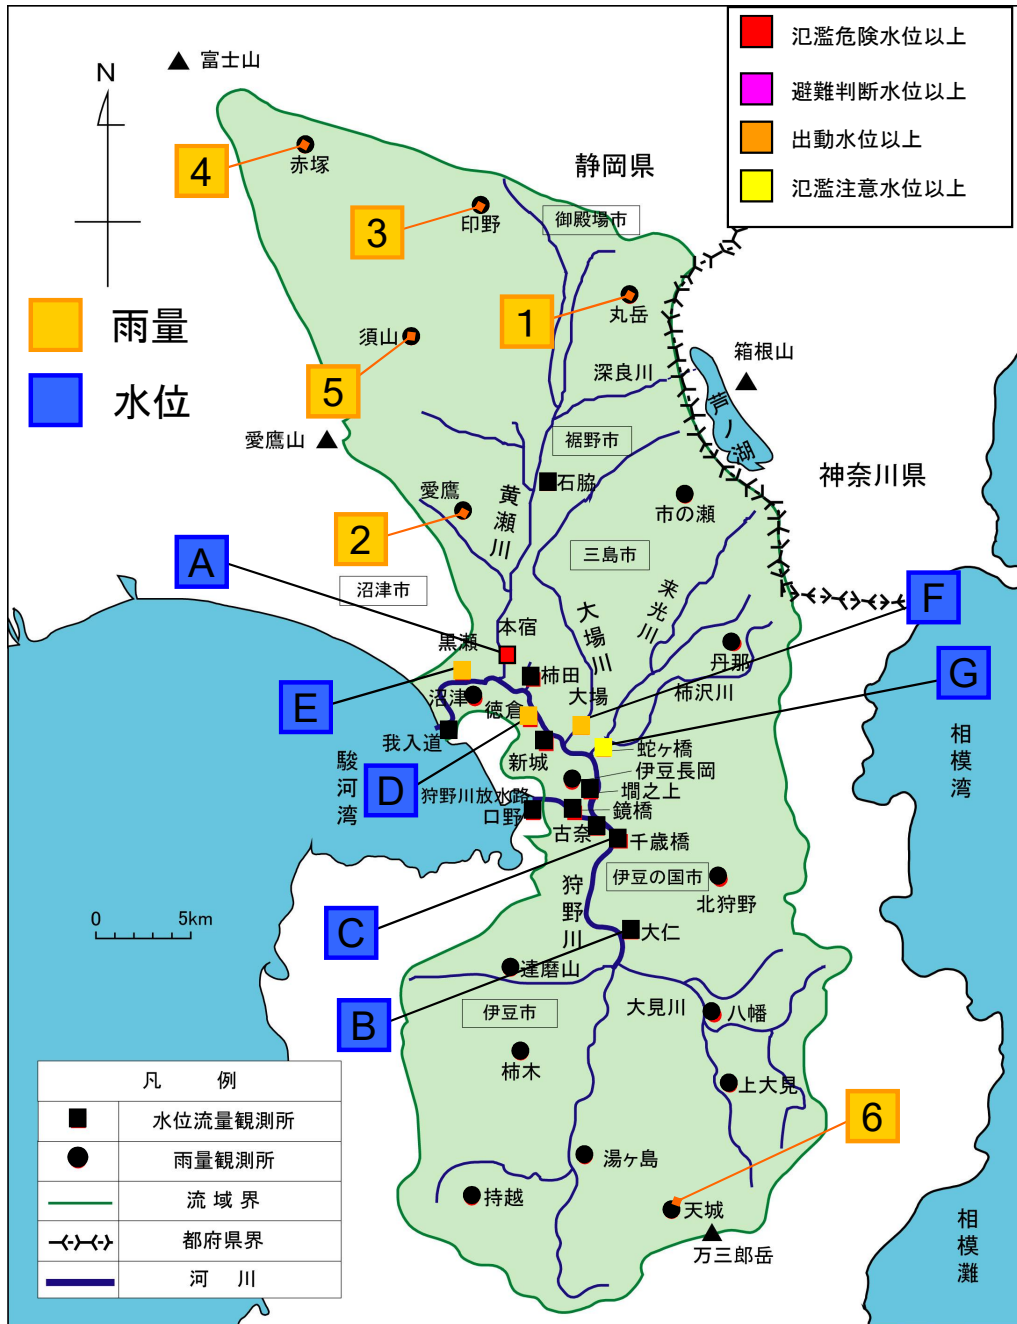 氾濫危険水位以上
避難判断水位以上
出動水位以上
氾濫注意水位以上
富士山
N
静岡県
4
赤塚
3
印野
御殿場市
1
丸岳
雨量
須山
箱根山
深良川
5
芦ノ湖
水位
愛鷹山
裾野市
神奈川県
石脇
愛鷹
黄瀬川
市の瀬
2
三島市
A
沼津市
来光川
F
大場川
本宿
黒瀬
丹那
柿田
柿沢川
G
大場
E
沼津
徳倉
我入道
新城
蛇ヶ橋
相模湾
駿河湾
伊豆長岡
D
狩野川放水路
墹之上
口野
鏡橋
古奈
千歳橋
伊豆の国市
狩野川
北狩野
0 5km
C
大仁
達磨山
大見川
八幡
B
伊豆市
柿木
上大見
凡 例
水位流量観測所
雨量観測所
流域界
都府県界
河 川
6
湯ヶ島
持越
天城
万三郎岳
相模灘